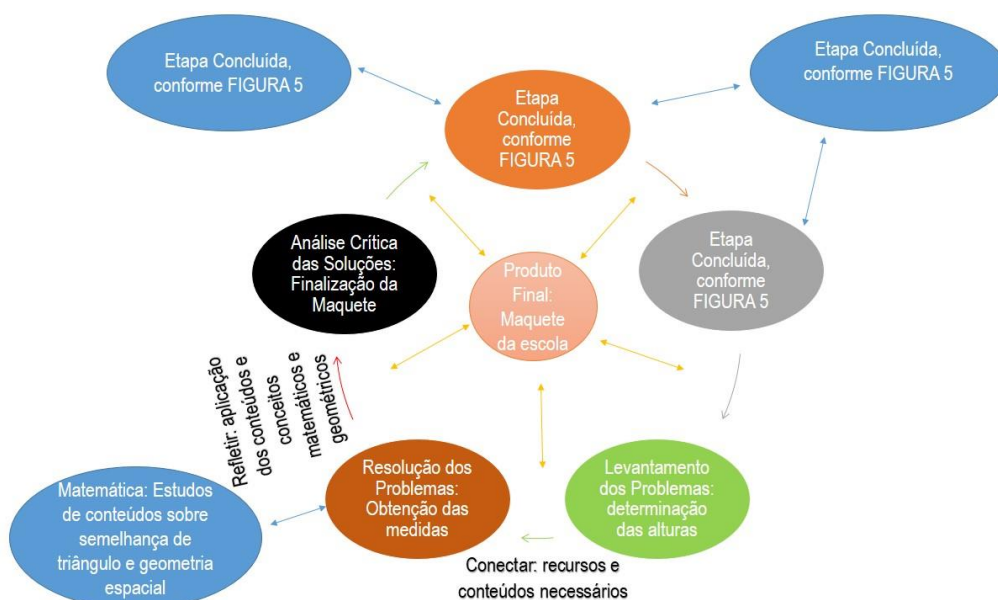 Etapa Concluída,
conforme FIGURA 5
Etapa Concluída,
conforme FIGURA 5
Etapa
Concluída,
conforme
FIGURA 5
Análise Crítica
das Soluções:
Finalização da
Maquete
Produto
Final:
Maquete
da escola
Etapa
Concluída,
conforme
FIGURA 5
Refletir: aplicação
dos conteúdos e
conceitos
matemáticos e
geométricos
Matemática: Estudos
de conteúdos sobre
semelhança de
triângulo e geometria
espacial
Resolução dos
Problemas:
Obtenção das
medidas
Levantamento
dos Problemas:
determinação
das alturas
Conectar: recursos e
conteúdos necessários